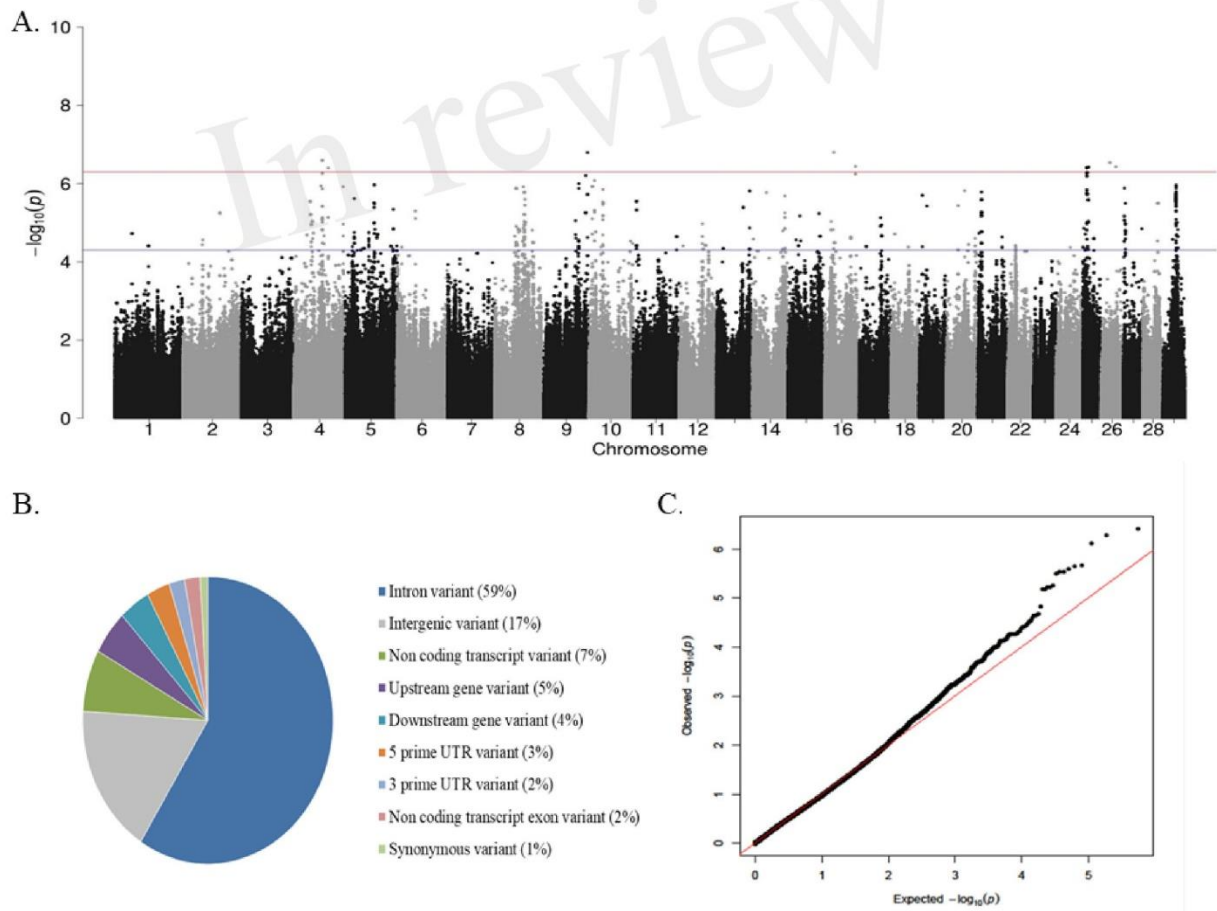 A.
In review
10
8
6
4
2
0
−log₁₀(p)
1 2 3 4 5 6 7 8 9 10 11 12 14 16 18 20 22 24 26 28
Chromosome
B.
Intron variant (59%)
Intergenic variant (17%)
Non coding transcript variant (7%)
Upstream gene variant (5%)
Downstream gene variant (4%)
5 prime UTR variant (3%)
3 prime UTR variant (2%)
Non coding transcript exon variant (2%)
Synonymous variant (1%)
C.
6
5
4
3
2
1
0
Observed −log₁₀(p)
0 1 2 3 4 5
Expected −log₁₀(p)